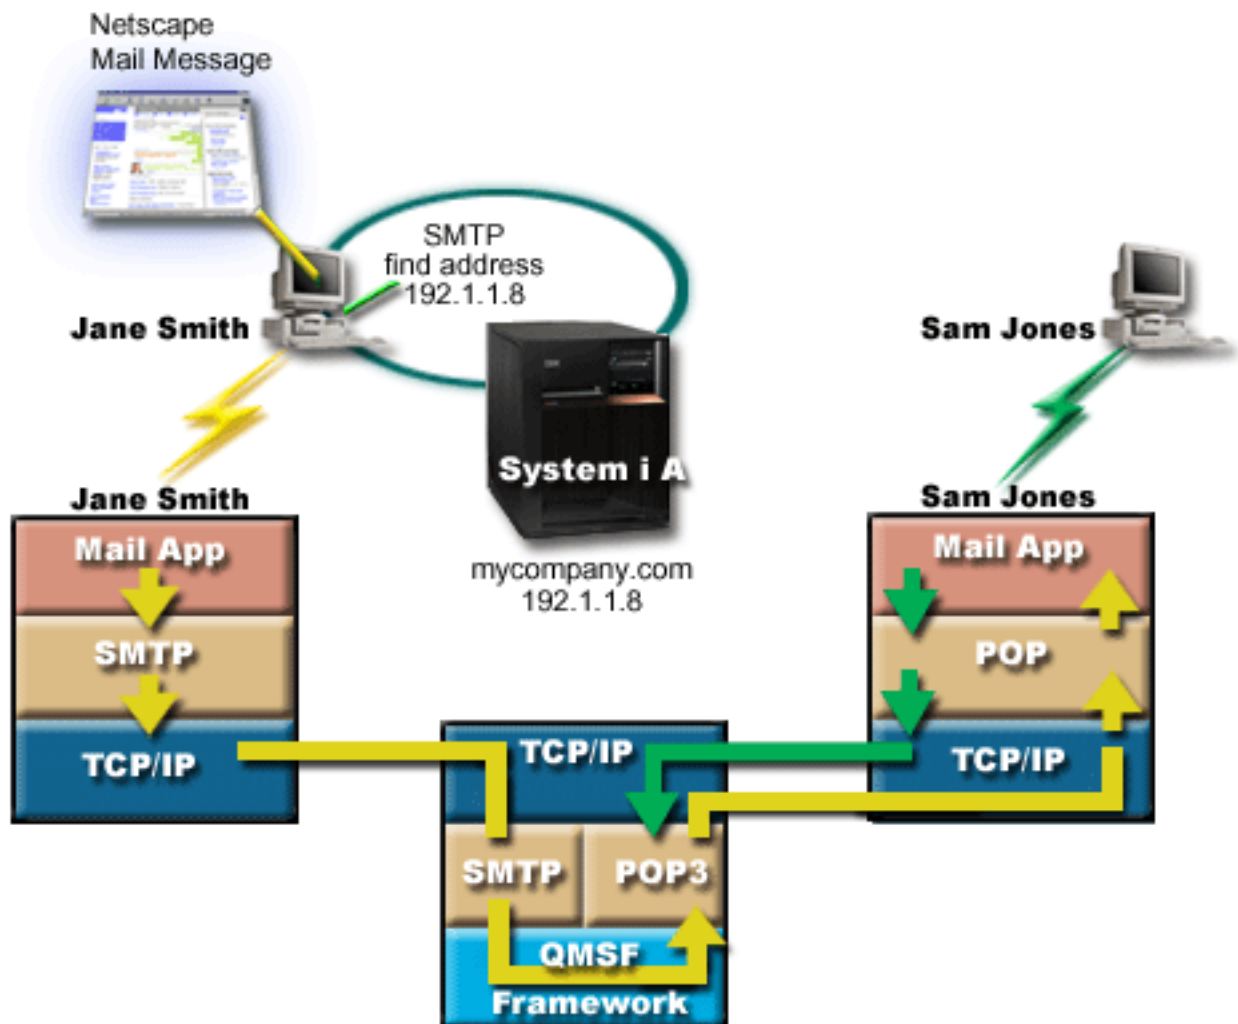 Netscape
Mail Message
SMTP
find address
192.1.1.8
Jane Smith
Sam Jones
System i A
mycompany.com
192.1.1.8
Jane Smith
Mail App
SMTP
TCP/IP
Sam Jones
Mail App
POP
TCP/IP
TCP/IP
SMTP
POP3
QMSF
Framework